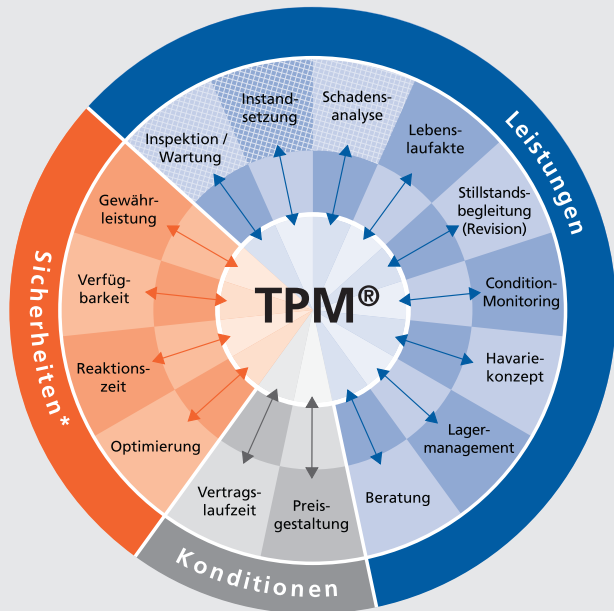 Leistungen
Instand-
setzung
Schadens-
analyse
Lebens-
laufakte
Stillstands-
begleitung
(Revision)
Condition-
Monitoring
Havarie-
konzept
Lager-
management
Beratung
Konditionen
Preis-
gestaltung
Vertrags-
laufzeit
Sicherheiten*
Optimierung
Reaktions-
zeit
Verfüg-
barkeit
Gewähr-
leistung
Inspektion /
Wartung
TPM®